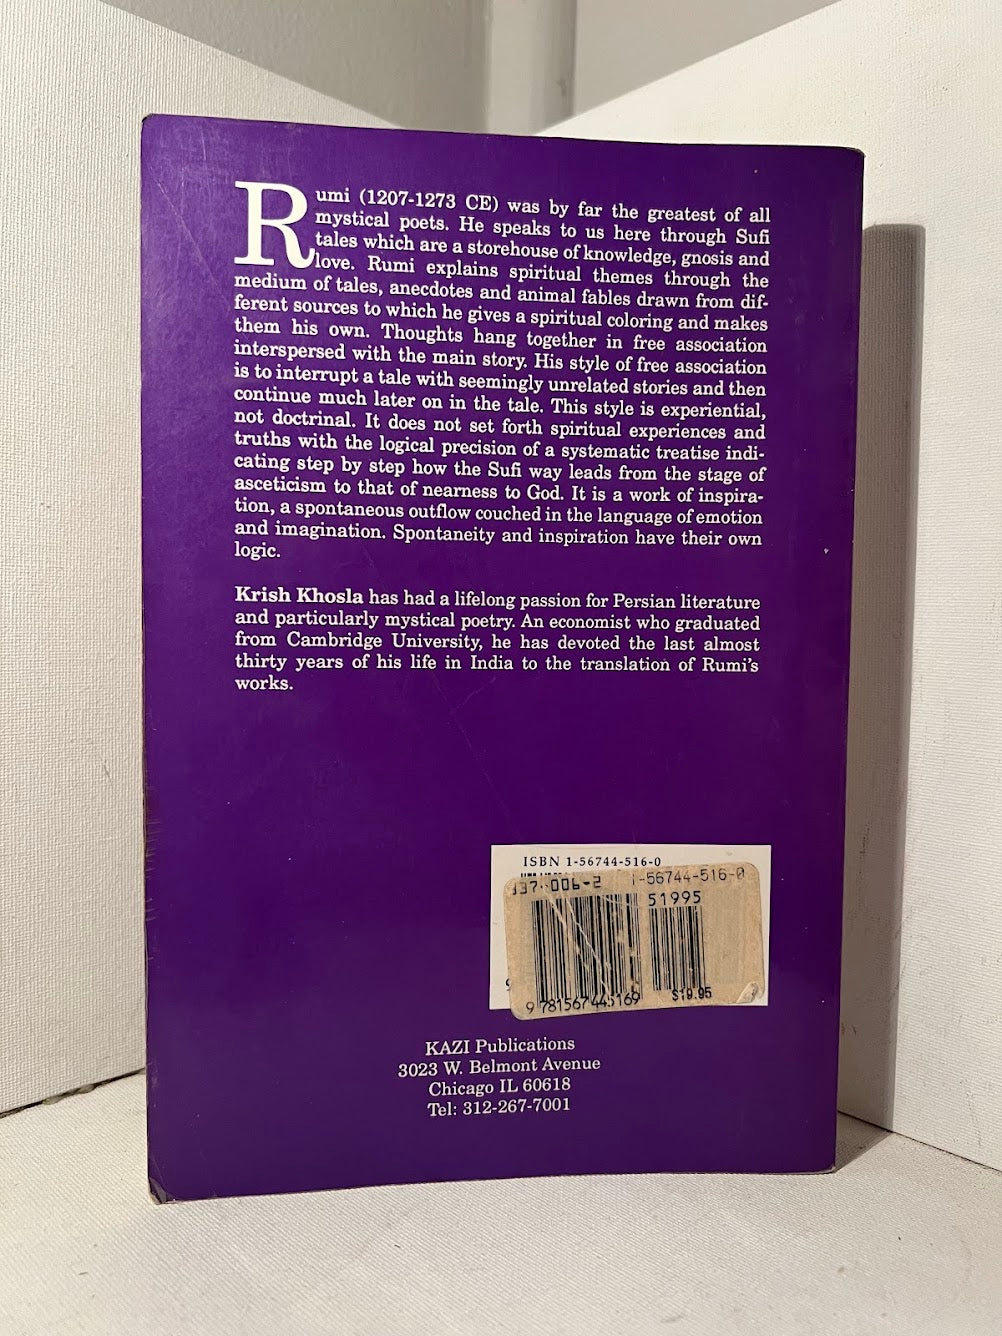 Rumi (1207-1273 CE) was by far the greatest of all
mystical poets. He speaks to us here through Sufi
tales which are a storehouse of knowledge, gnosis and
love. Rumi explains spiritual themes through the
medium of tales, anecdotes and animal fables drawn from dif-
ferent sources to which he gives a spiritual coloring and makes
them his own. Thoughts hang together in free association
interspersed with the main story. His style of free association
is to interrupt a tale with seemingly unrelated stories and then
continue much later on in the tale. This style is experiential,
not doctrinal. It does not set forth spiritual experiences and
truths with the logical precision of a systematic treatise indi-
cating step by step how the Sufi way leads from the stage of
asceticism to that of nearness to God. It is a work of inspira-
tion, a spontaneous outflow couched in the language of emotion
and imagination. Spontaneity and inspiration have their own
logic.
Krish Khosla has had a lifelong passion for Persian literature
and particularly mystical poetry. An economist who graduated
from Cambridge University, he has devoted the last almost
thirty years of his life in India to the translation of Rumi's
works.
ISBN 1-56744-516-0
1-56744-516-0
51995
9 781567 445169 $19.95
KAZI Publications
3023 W. Belmont Avenue
Chicago IL 60618
Tel: 312-267-7001